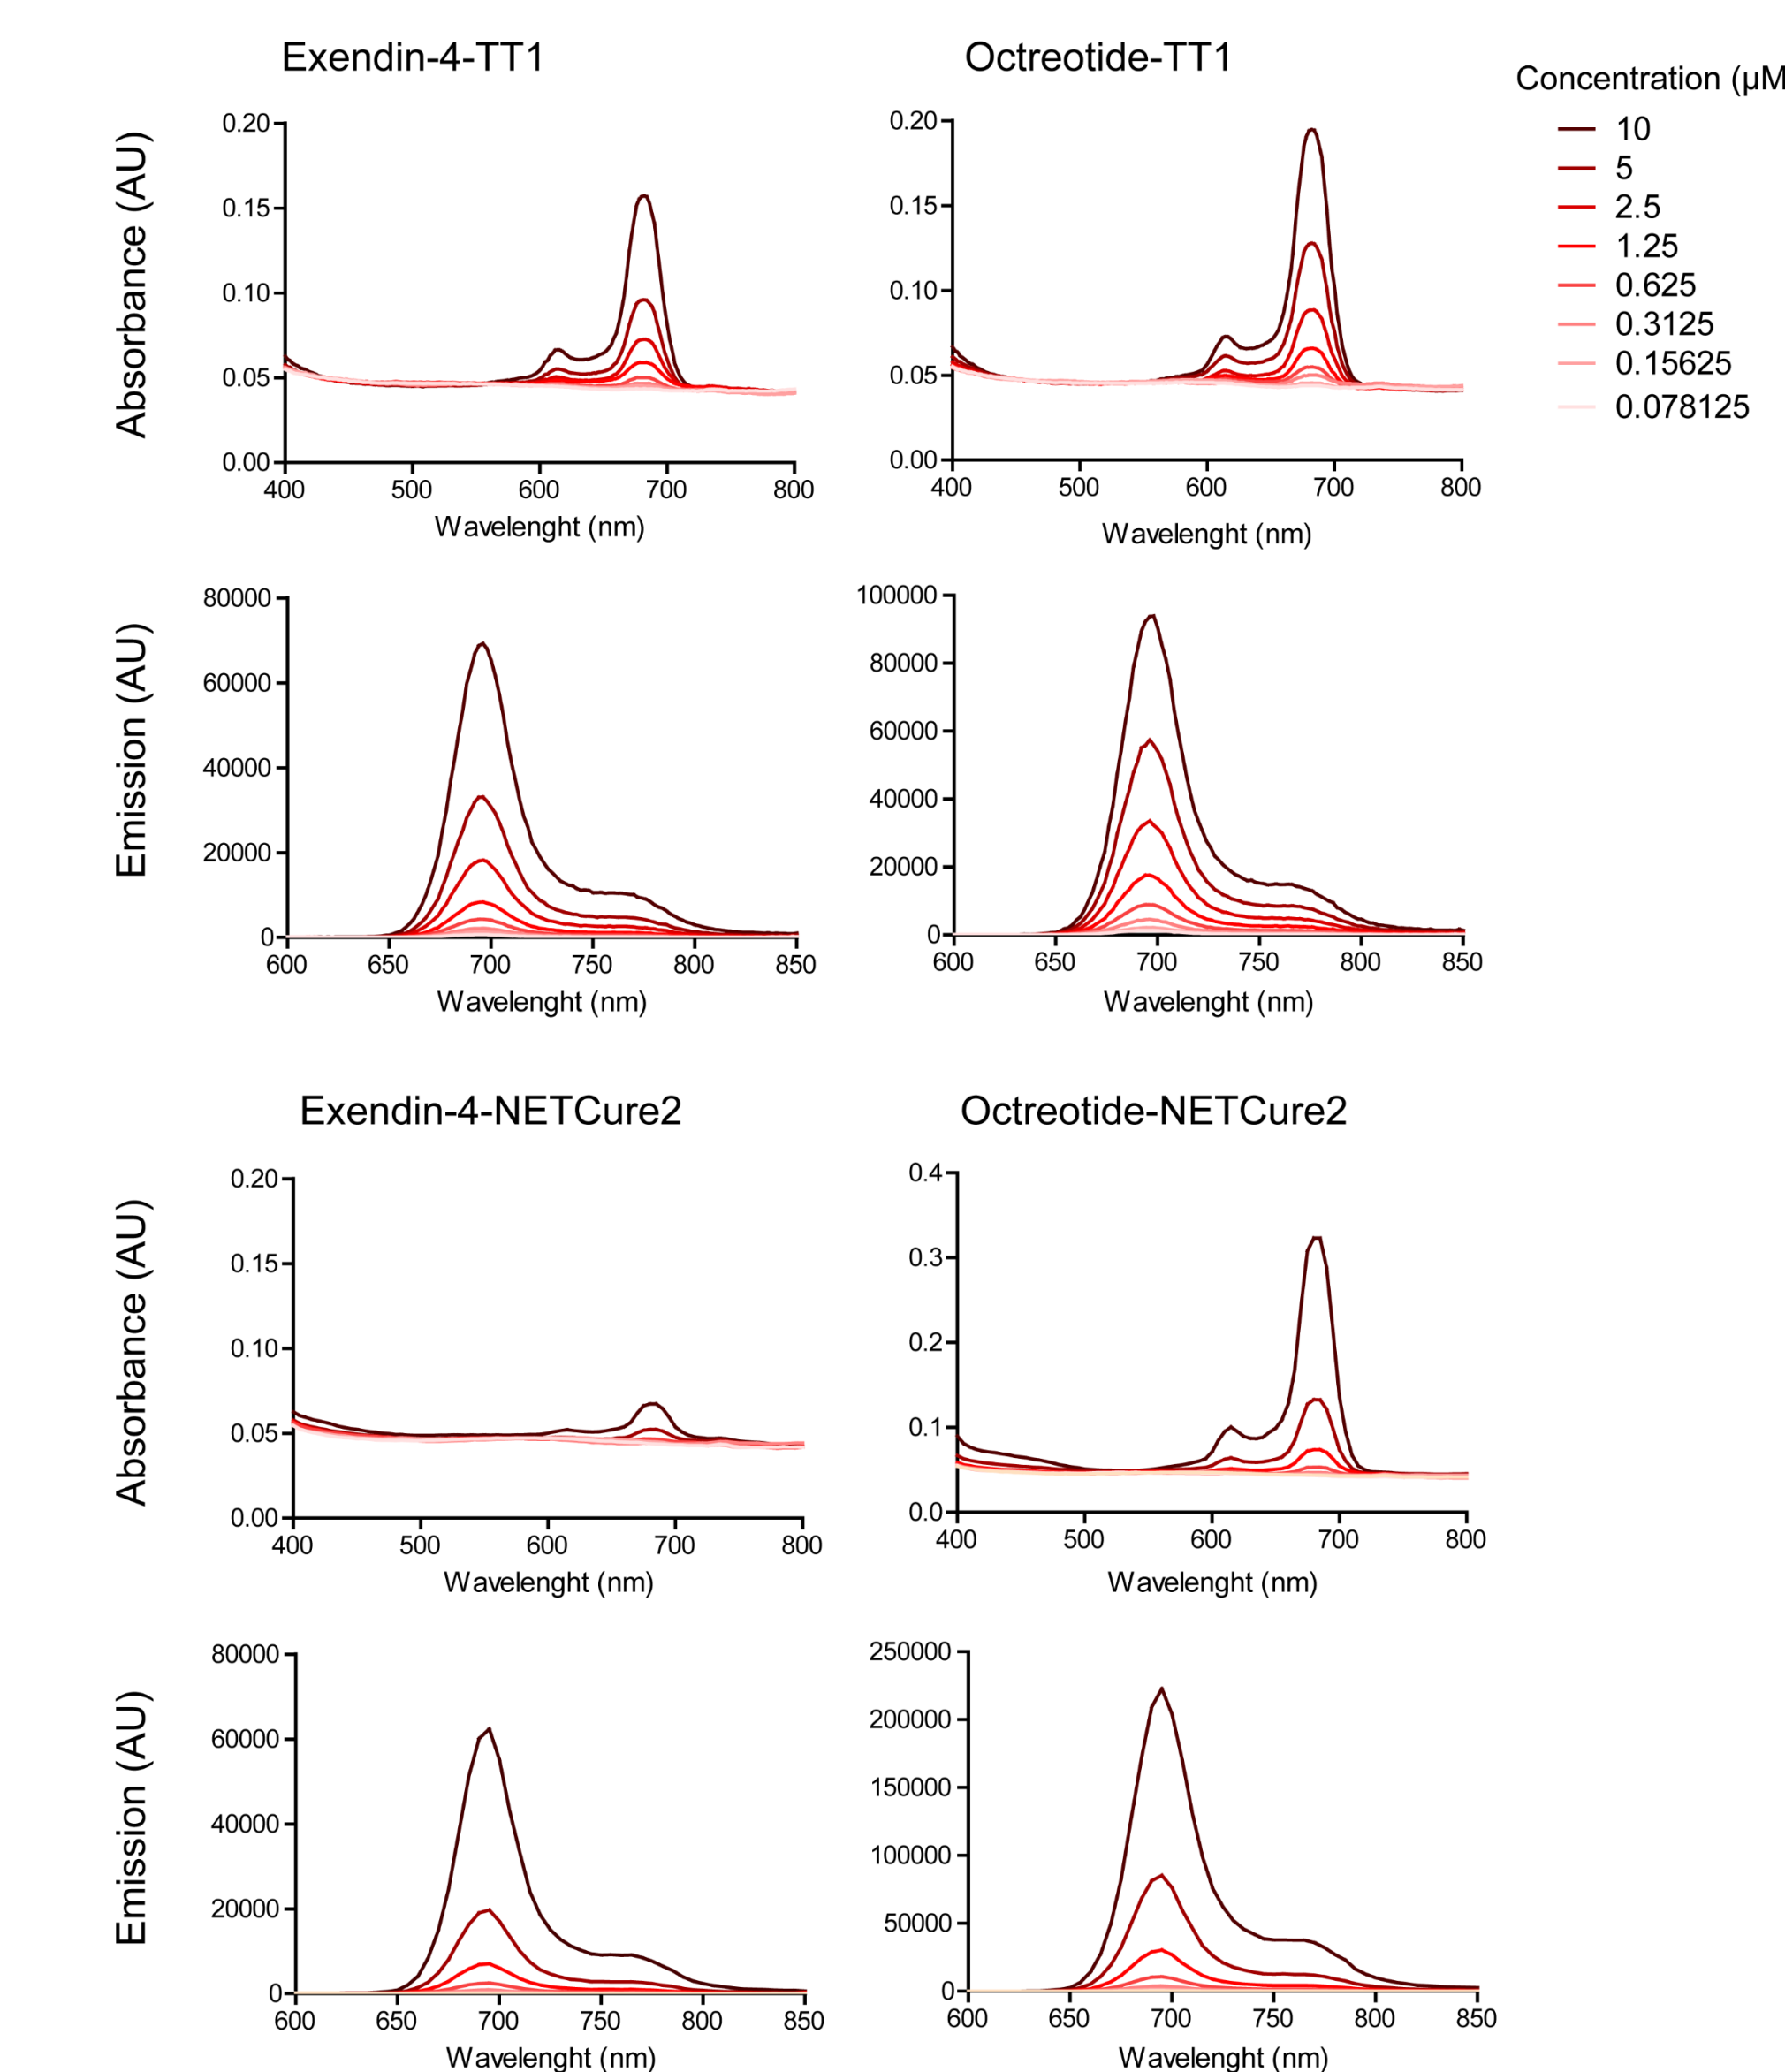 Exendin-4-TT1
Octreotide-TT1
Concentration (µM
10
5
2.5
1.25
0.625
0.3125
0.15625
0.078125
Absorbance (AU)
0.20
0.15
0.10
0.05
0.00
400 500 600 700 800
Wavelenght (nm)
0.20
0.15
0.10
0.05
0.00
400 500 600 700 800
Wavelenght (nm)
Emission (AU)
80000
60000
40000
20000
0
600 650 700 750 800 850
Wavelenght (nm)
100000
80000
60000
40000
20000
0
600 650 700 750 800 850
Wavelenght (nm)
Exendin-4-NETCure2
Octreotide-NETCure2
Absorbance (AU)
0.20
0.15
0.10
0.05
0.00
400 500 600 700 800
Wavelenght (nm)
0.4
0.3
0.2
0.1
0.0
400 500 600 700 800
Wavelenght (nm)
Emission (AU)
80000
60000
40000
20000
0
600 650 700 750 800 850
Wavelenght (nm)
250000
200000
150000
100000
50000
0
600 650 700 750 800 850
Wavelenght (nm)